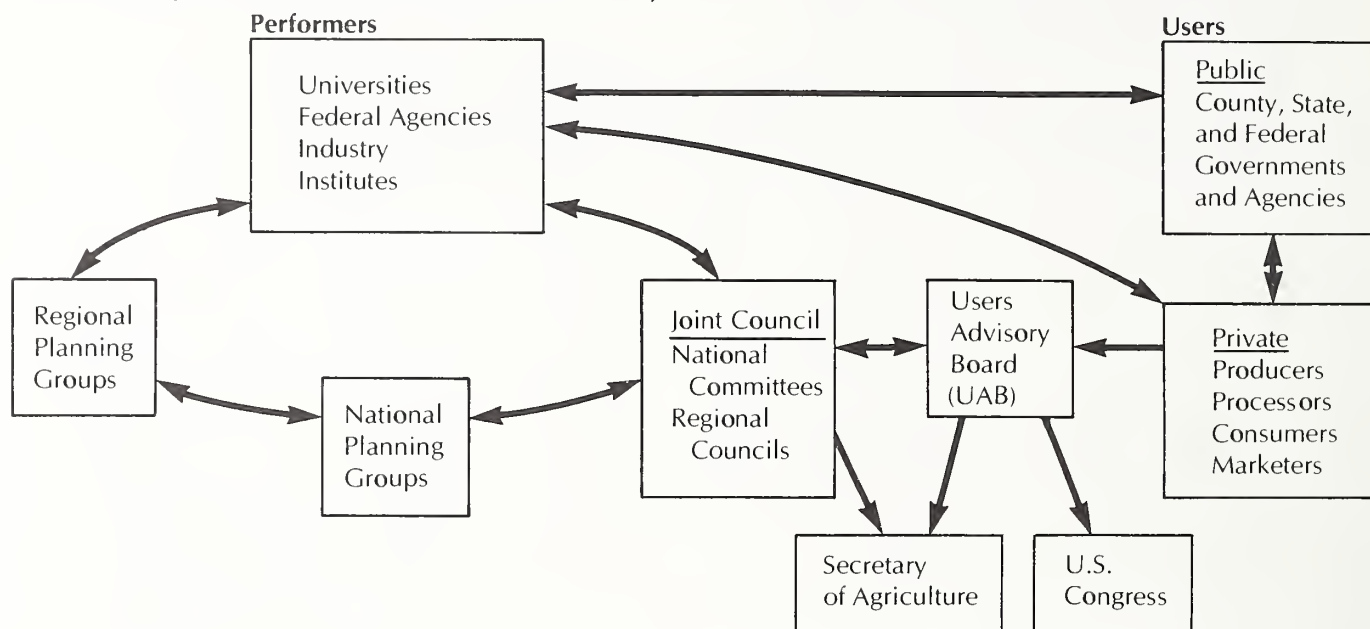 Performers
Universities
Federal Agencies
Industry
Institutes
Users
Public
County, State,
and Federal
Governments
and Agencies
Regional
Planning
Groups
National
Planning
Groups
Joint Council
National
Committees
Regional
Councils
Users
Advisory
Board
(UAB)
Private
Producers
Processors
Consumers
Marketers
Secretary
of Agriculture
U.S.
Congress